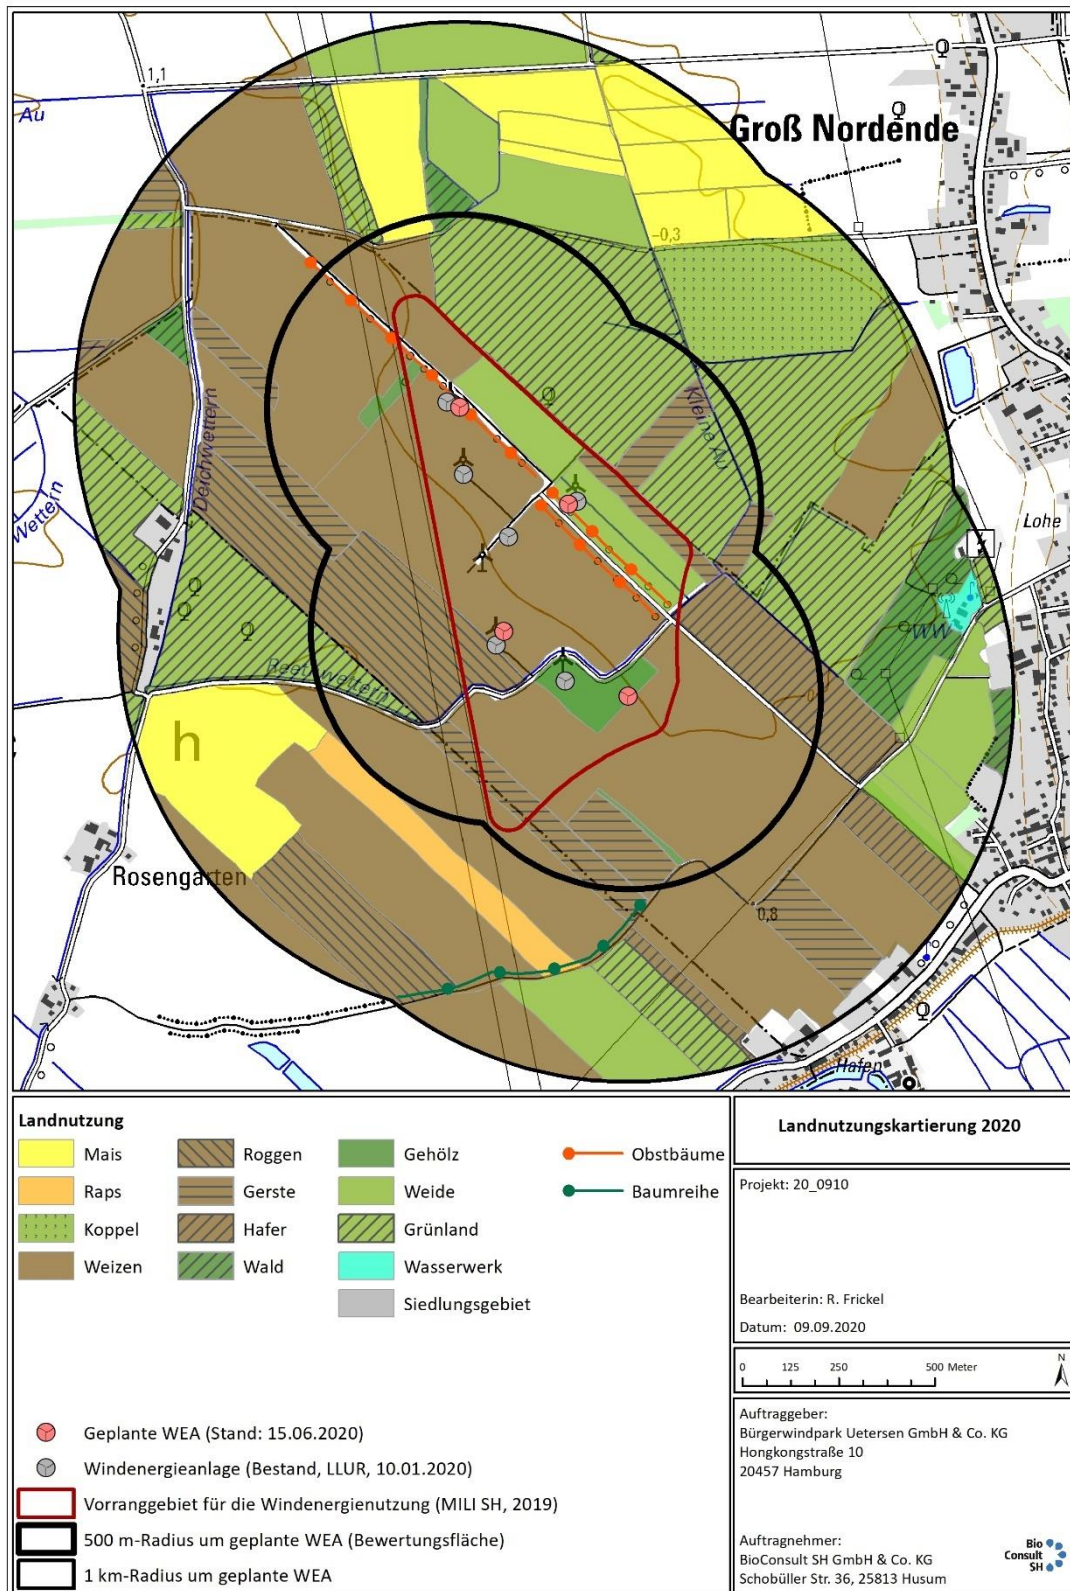 1,1
Au
Groß Nordende
-0,3
Kleine Au
Deichwettern
Wettern
Lohe
WW
Beetswettern
h
Rosengarten
0,8
Hafen
Landnutzung
Mais
Raps
Koppel
Weizen
Roggen
Gerste
Hafer
Wald
Gehölz
Weide
Grünland
Wasserwerk
Siedlungsgebiet
Obstbäume
Baumreihe
Geplante WEA (Stand: 15.06.2020)
Windenergieanlage (Bestand, LLUR, 10.01.2020)
Vorranggebiet für die Windenergienutzung (MILI SH, 2019)
500 m-Radius um geplante WEA (Bewertungsfläche)
1 km-Radius um geplante WEA
Landnutzungskartierung 2020
Projekt: 20_0910
Bearbeiterin: R. Frickel
Datum: 09.09.2020
0 125 250 500 Meter
N
Auftraggeber:
Bürgerwindpark Uetersen GmbH & Co. KG
Hongkongstraße 10
20457 Hamburg
Auftragnehmer:
BioConsult SH GmbH & Co. KG
Schobüller Str. 36, 25813 Husum
Bio
Consult
SH